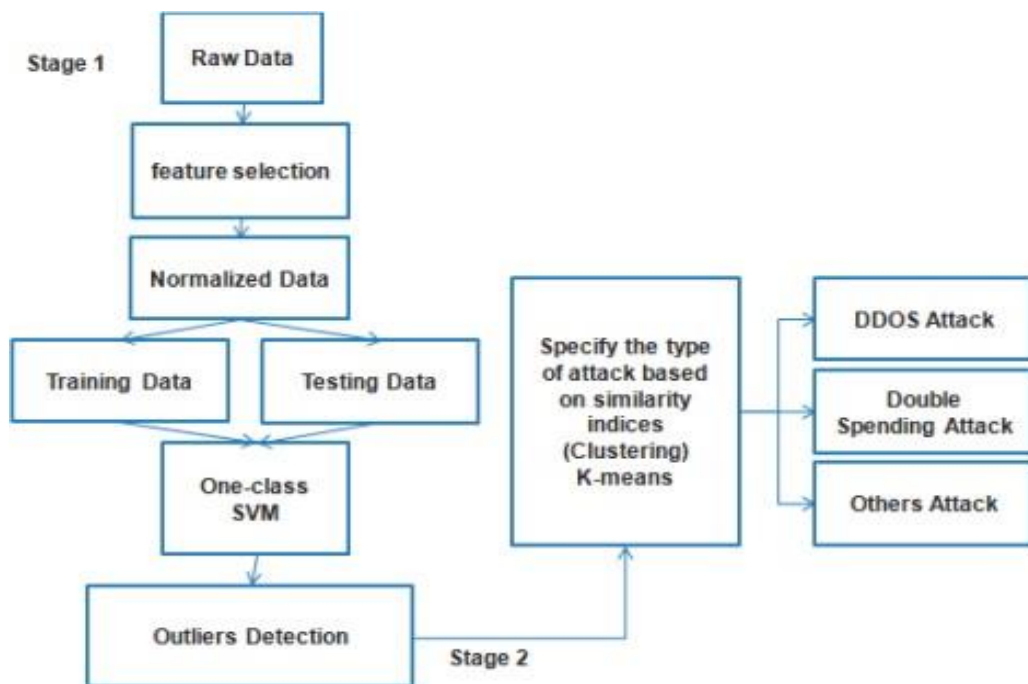 Stage 1
Raw Data
feature selection
Normalized Data
Training Data
Testing Data
One-class
SVM
Outliers Detection
Stage 2
Specify the type
of attack based
on similarity
indices
(Clustering)
K-means
DDOS Attack
Double
Spending Attack
Others Attack